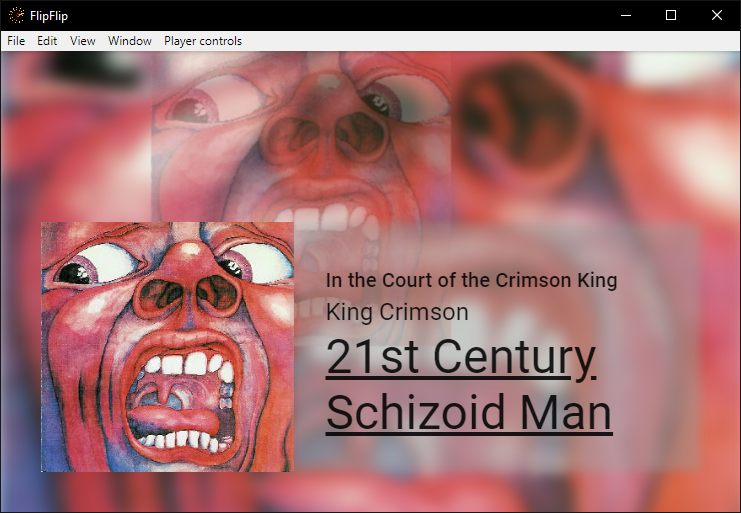 FlipFlip
File Edit View Window Player controls
In the Court of the Crimson King
King Crimson
21st Century
Schizoid Man